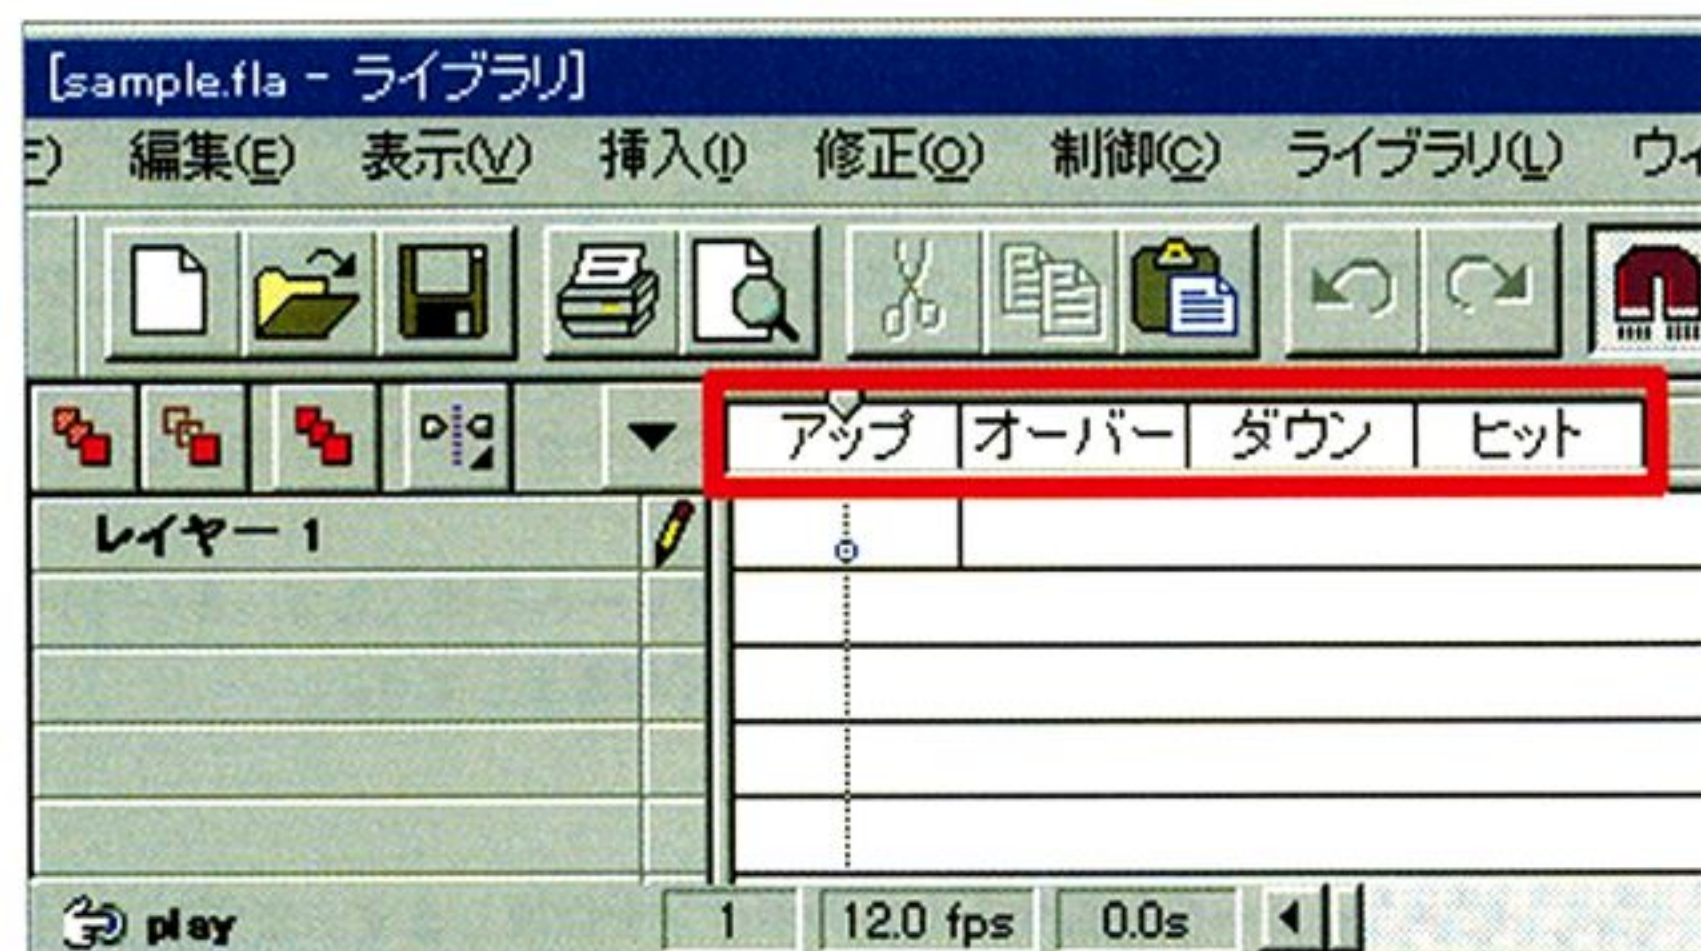 [sample.fla - ライブラリ]
F) 編集(E) 表示(V) 挿入(I) 修正(O) 制御(C) ライブラリ(L) ウィ
アップ オーバー ダウン ヒット
レイヤー 1
play 1 12.0 fps 0.0s